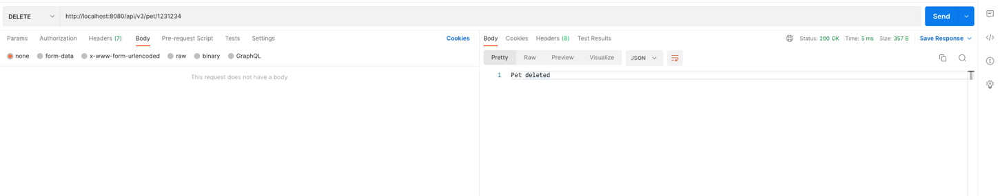 DELETE http://localhost:8080/api/v3/pet/1231234 Send
Params Authorization Headers (7) Body Pre-request Script Tests Settings Cookies
none form-data x-www-form-urlencoded raw binary GraphQL
This request does not have a body
Body Cookies Headers (8) Test Results Status: 200 OK Time: 5 ms Size: 357 B Save Response
Pretty Raw Preview Visualize JSON
1 Pet deleted